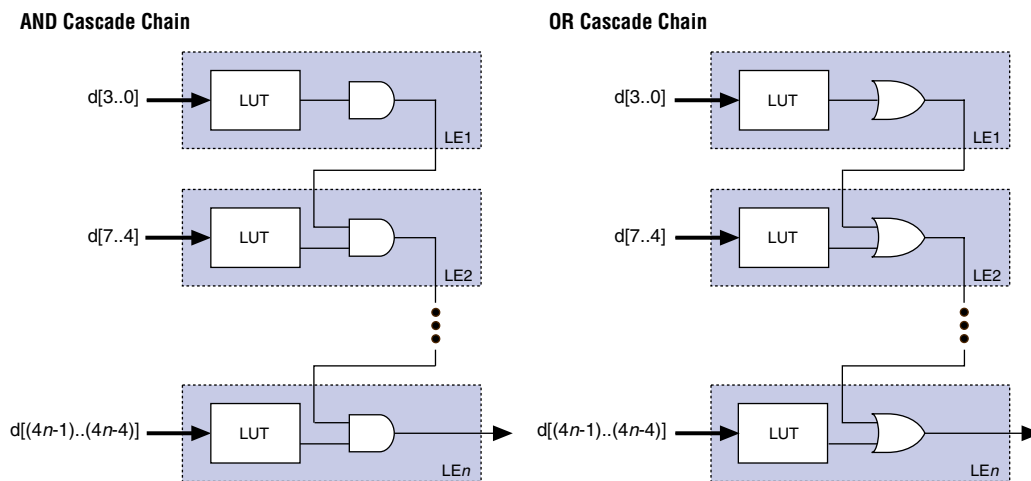 AND Cascade Chain
d[3..0]
LUT
LE1
d[7..4]
LUT
LE2
d[(4n-1)..(4n-4)]
LUT
LEn
OR Cascade Chain
d[3..0]
LUT
LE1
d[7..4]
LUT
LE2
d[(4n-1)..(4n-4)]
LUT
LEn